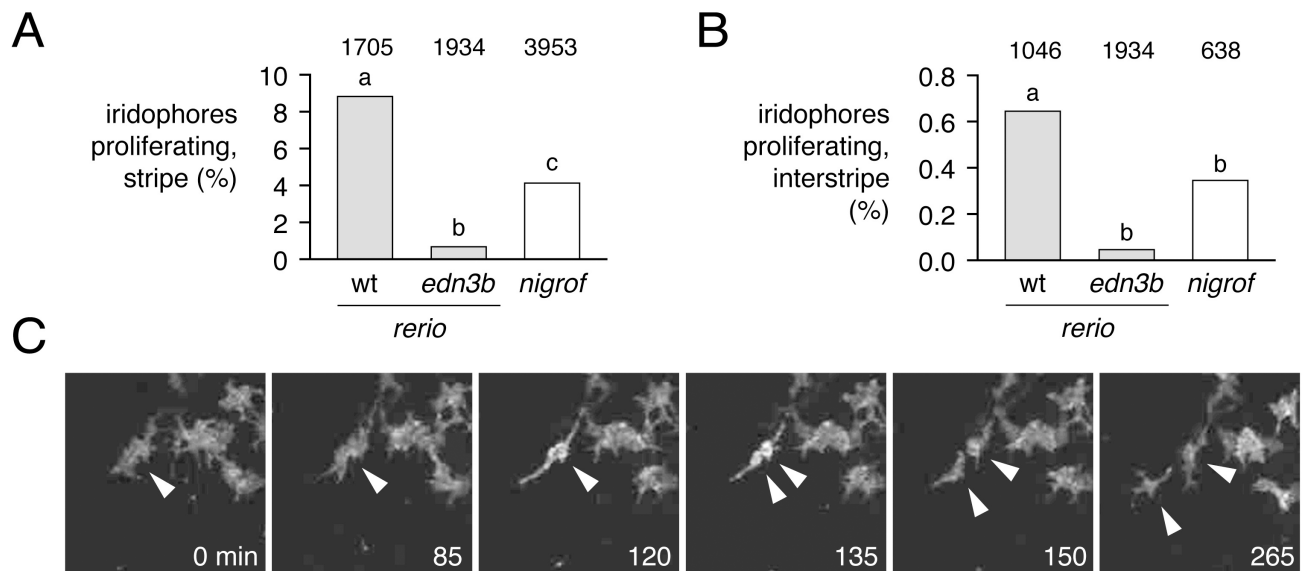 A
1705 1934 3953
iridophores
proliferating,
stripe (%)
10
8
6
4
2
0
a
b
c
wt edn3b nigrof
rerio
B
1046 1934 638
iridophores
proliferating,
interstripe
(%)
0.8
0.6
0.4
0.2
0.0
a
b
b
wt edn3b nigrof
rerio
C
0 min 85 120 135 150 265